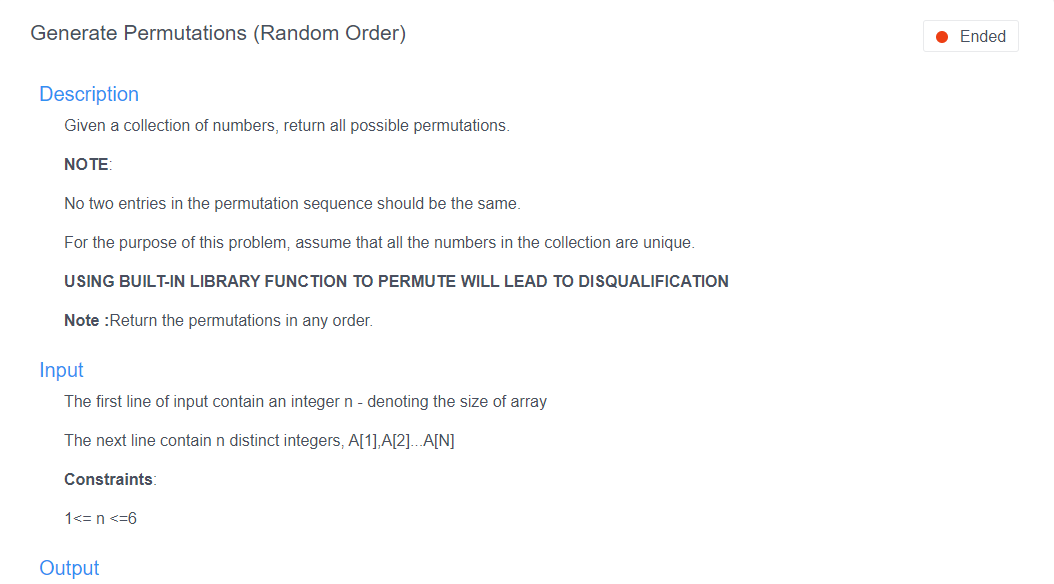 Generate Permutations (Random Order)
Ended
Description
Given a collection of numbers, return all possible permutations.
NOTE:
No two entries in the permutation sequence should be the same.
For the purpose of this problem, assume that all the numbers in the collection are unique.
USING BUILT-IN LIBRARY FUNCTION TO PERMUTE WILL LEAD TO DISQUALIFICATION
Note :Return the permutations in any order.
Input
The first line of input contain an integer n - denoting the size of array
The next line contain n distinct integers, A[1],A[2]...A[N]
Constraints:
1<= n <=6
Output